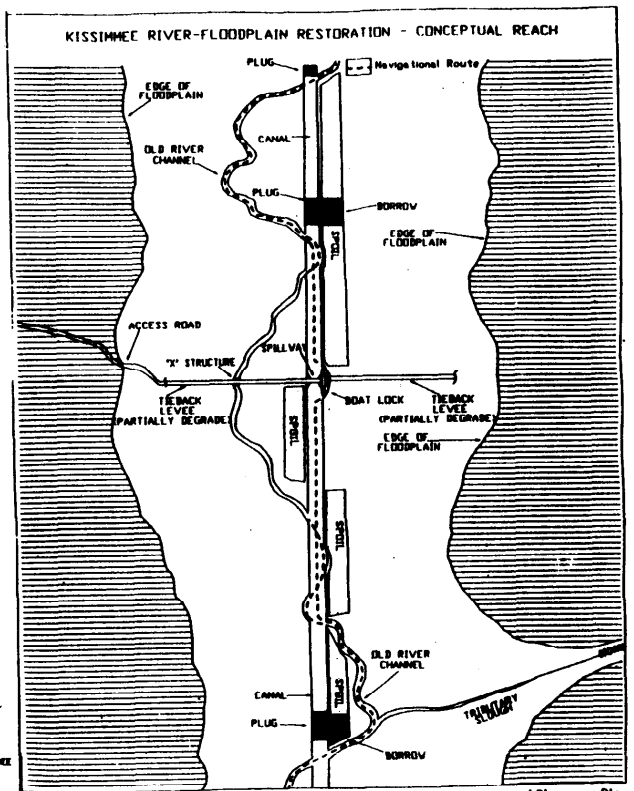 KISSIMMEE RIVER-FLOODPLAIN RESTORATION - CONCEPTUAL REACH
PLUG
Navigational Route
EDGE OF
FLOODPLAIN
CANAL
OLD RIVER
CHANNEL
PLUG
BORROW
SPOIL
EDGE OF
FLOODPLAIN
ACCESS ROAD
"X" STRUCTURE
SPILLWAY
TIEBACK
LEVEE
(PARTIALLY DEGRADE)
BOAT LOCK
TIEBACK
LEVEE
(PARTIALLY DEGRADE)
SPOIL
EDGE OF
FLOODPLAIN
SPOIL
OLD RIVER
CHANNEL
SPOIL
CANAL
TRIBUTARY
SLOUGH
PLUG
BORROW